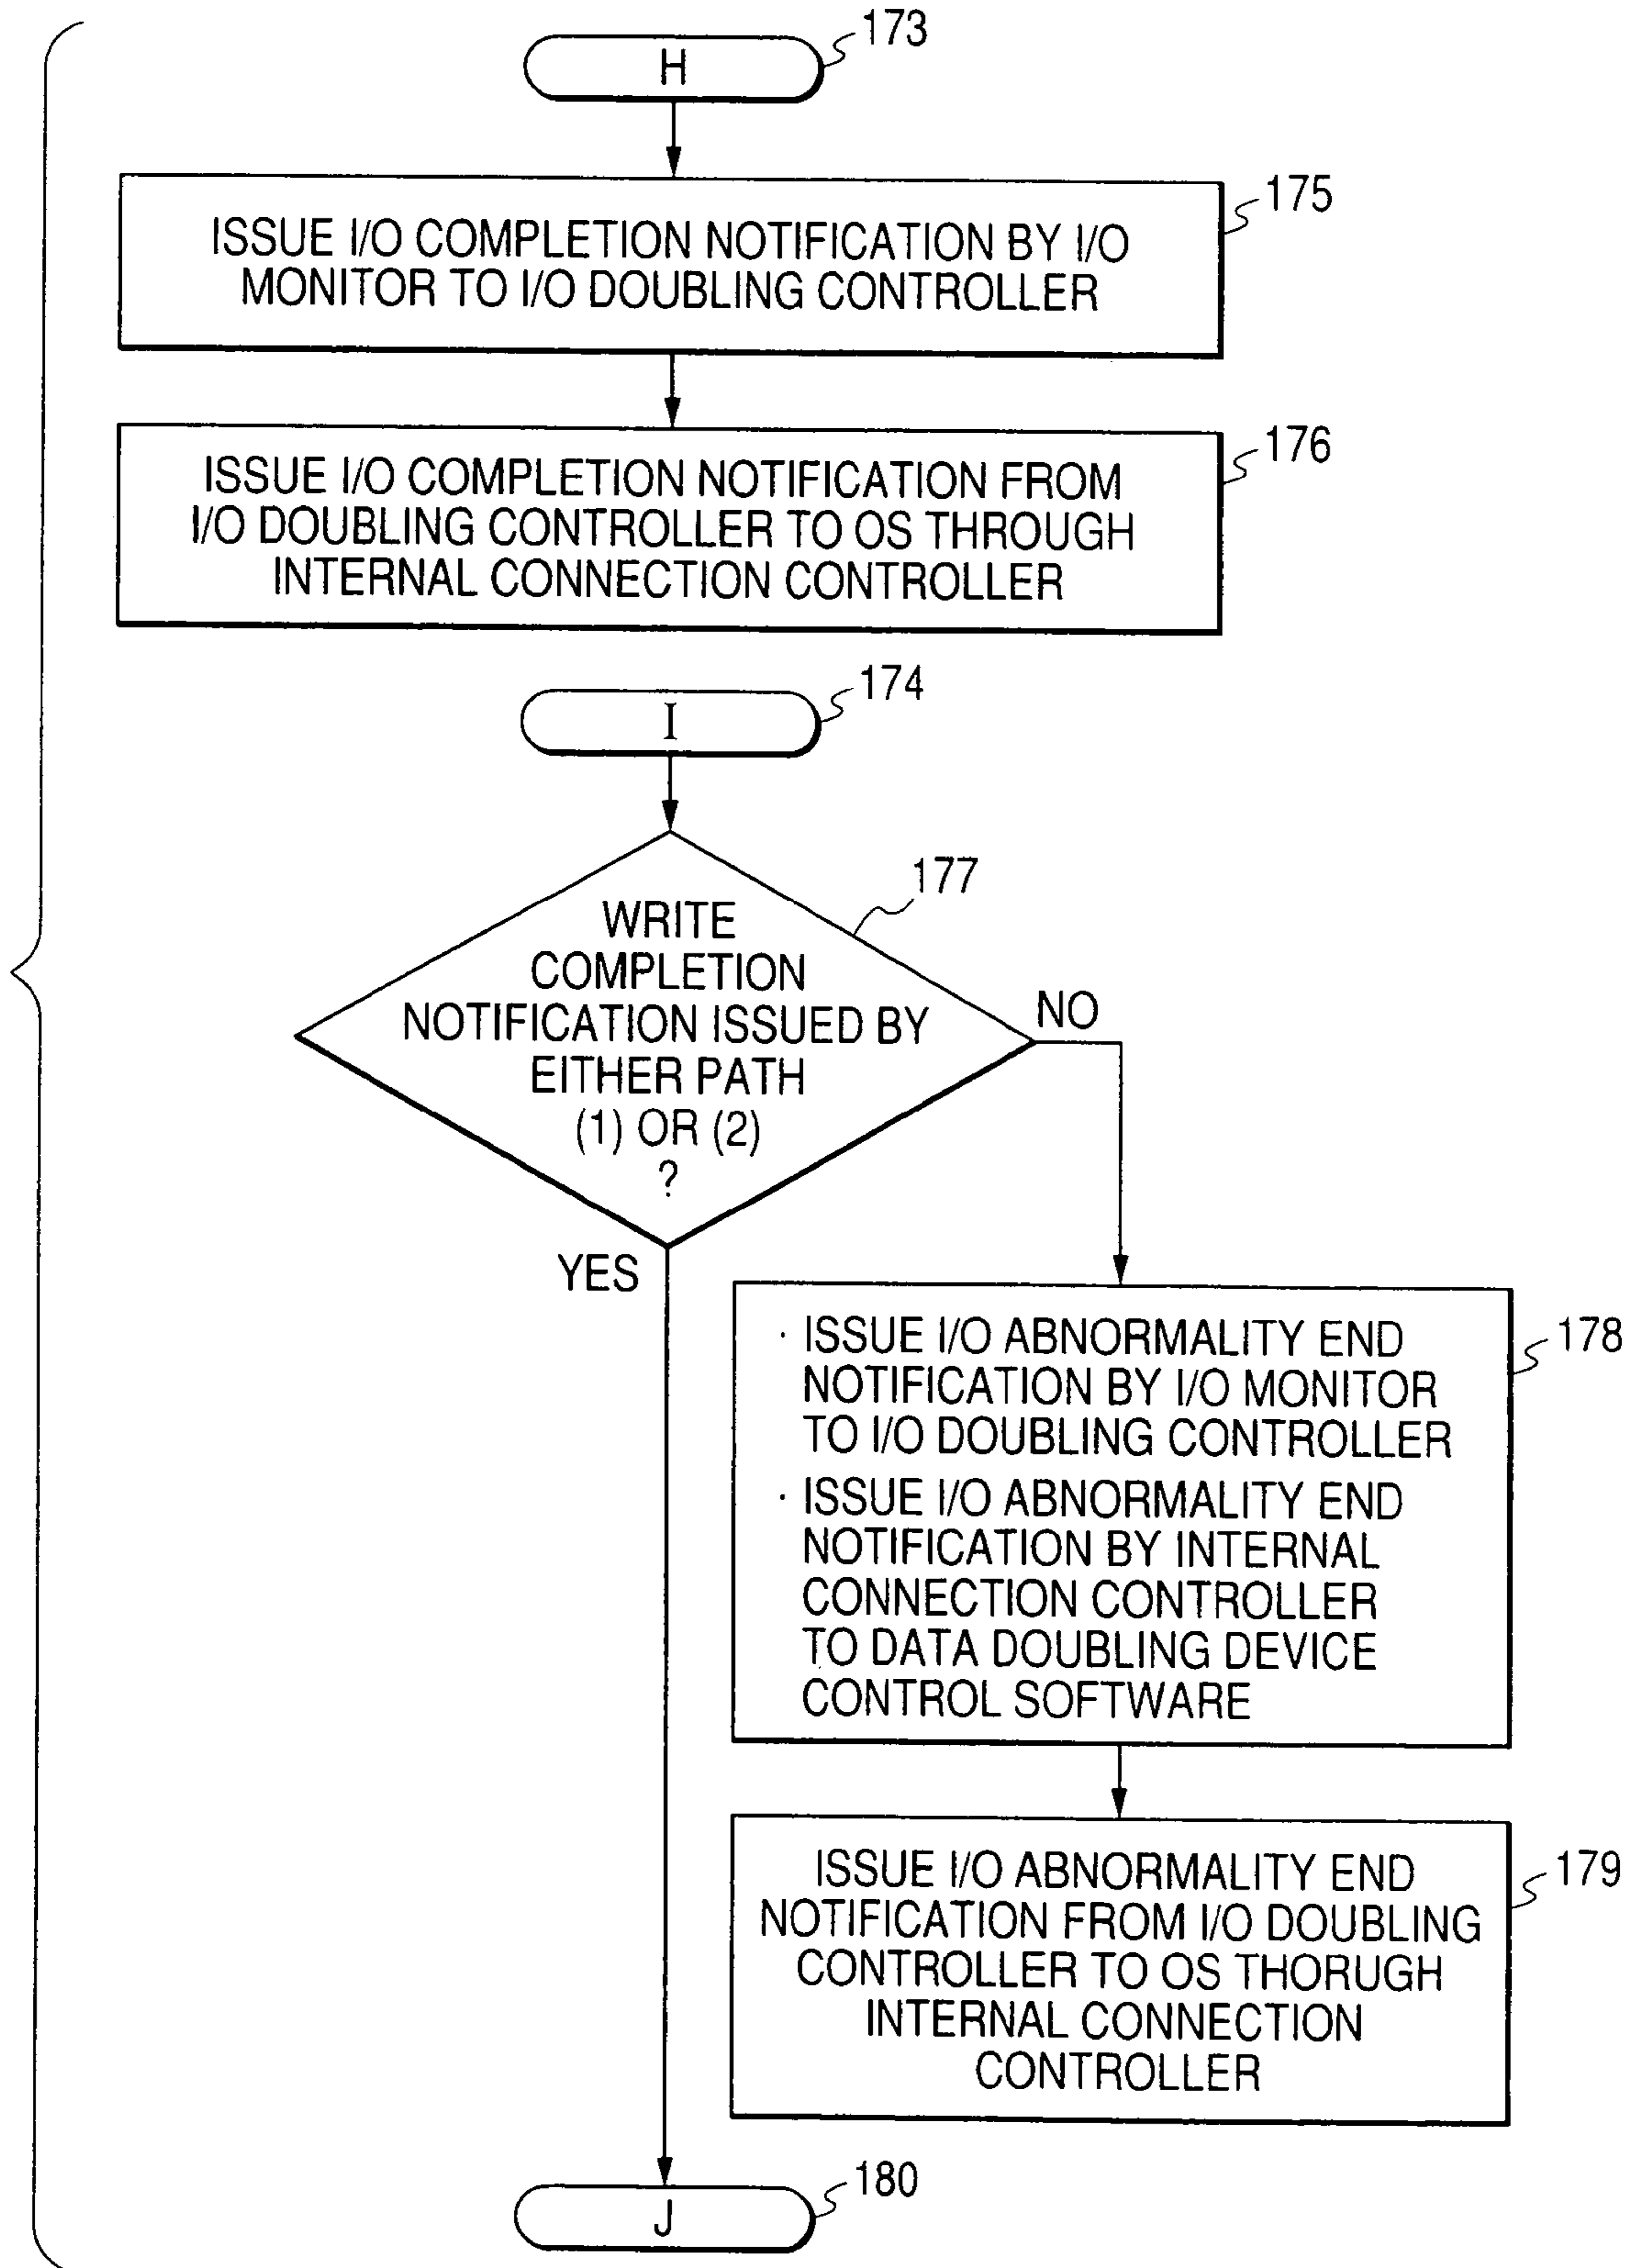 H
173
ISSUE I/O COMPLETION NOTIFICATION BY I/O
MONITOR TO I/O DOUBLING CONTROLLER
175
ISSUE I/O COMPLETION NOTIFICATION FROM
I/O DOUBLING CONTROLLER TO OS THROUGH
INTERNAL CONNECTION CONTROLLER
176
I
174
WRITE
COMPLETION
NOTIFICATION ISSUED BY
EITHER PATH
(1) OR (2)
?
177
NO
YES
· ISSUE I/O ABNORMALITY END
NOTIFICATION BY I/O MONITOR
TO I/O DOUBLING CONTROLLER
· ISSUE I/O ABNORMALITY END
NOTIFICATION BY INTERNAL
CONNECTION CONTROLLER
TO DATA DOUBLING DEVICE
CONTROL SOFTWARE
178
ISSUE I/O ABNORMALITY END
NOTIFICATION FROM I/O DOUBLING
CONTROLLER TO OS THORUGH
INTERNAL CONNECTION
CONTROLLER
179
J
180